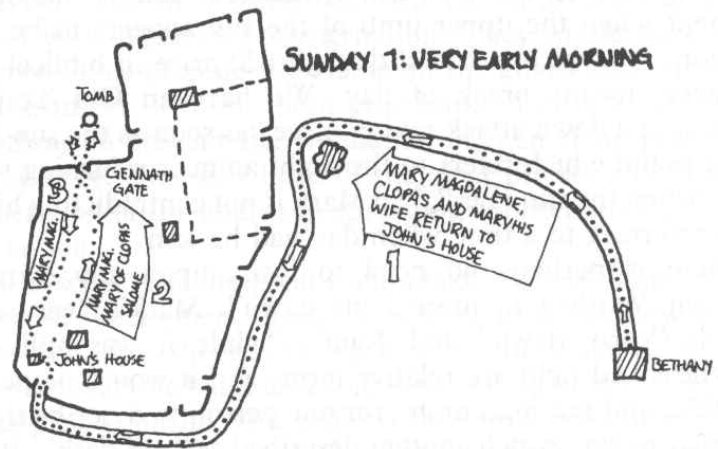 SUNDAY 1: VERY EARLY MORNING
TOMB
GENNATH
GATE
MARY MAGDALENE,
CLOPAS AND MARY HIS
WIFE RETURN TO
JOHN'S HOUSE
1
MARY MAG,
MARY OF CLOPAS
SALOME
2
MARY MAG.
3
JOHN'S HOUSE
BETHANY